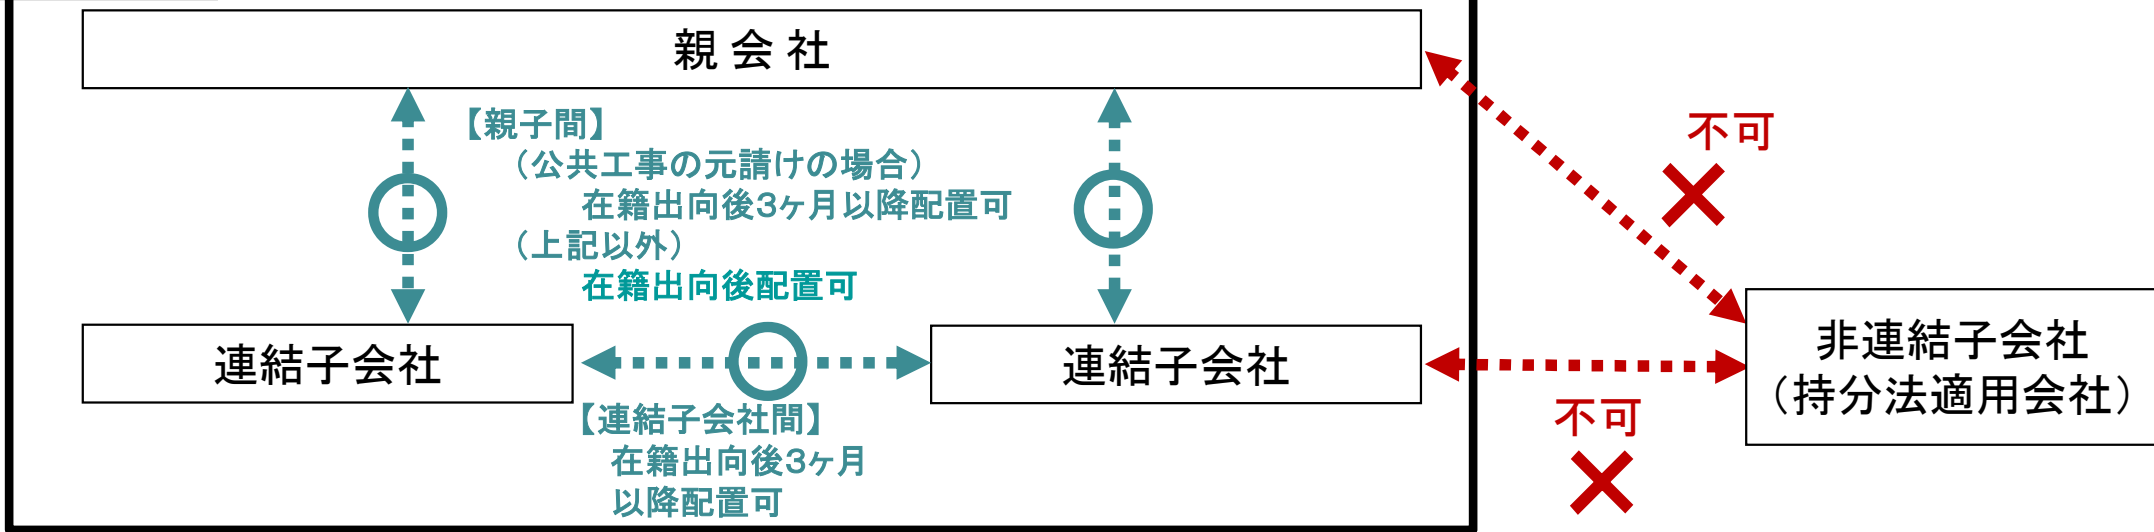 親会社
【親子間】
（公共工事の元請けの場合）
在籍出向後3ヶ月以降配置可
（上記以外）
在籍出向後配置可
不可
連結子会社
連結子会社
非連結子会社
（持分法適用会社）
【連結子会社間】
在籍出向後3ヶ月
以降配置可
不可